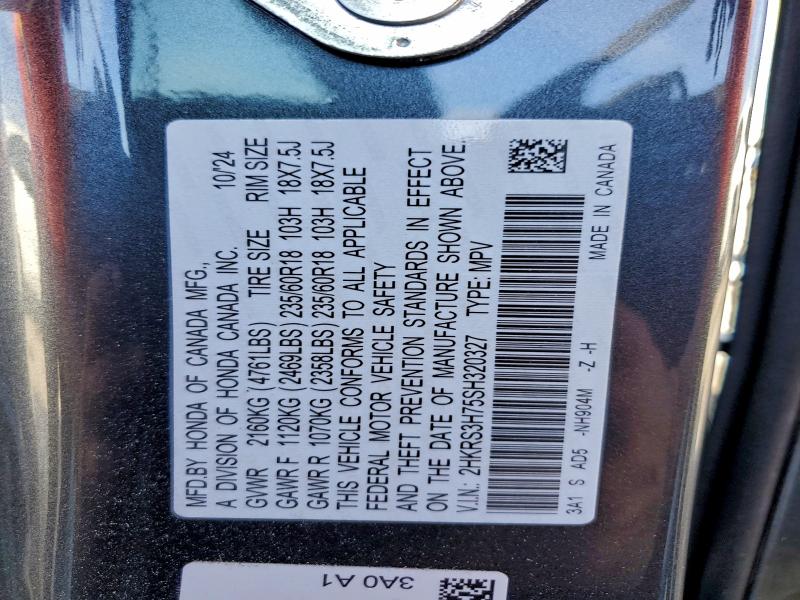 MFD.BY HONDA OF CANADA MFG., 10/'24
A DIVISION OF HONDA CANADA INC.
GVWR 2160KG (4761LBS) TIRE SIZE RIM SIZE
GAWR F 1120KG (2469LBS) 235/60R18 103H 18X7.5J
GAWR R 1070KG (2358LBS) 235/60R18 103H 18X7.5J
THIS VEHICLE CONFORMS TO ALL APPLICABLE
FEDERAL MOTOR VEHICLE SAFETY
AND THEFT PREVENTION STANDARDS IN EFFECT
ON THE DATE OF MANUFACTURE SHOWN ABOVE.
V.I.N.: 2HKRS3H75SH320327 TYPE: MPV
3A1 S AD5 -NH904M -Z -H
MADE IN CANADA
3A0 A1